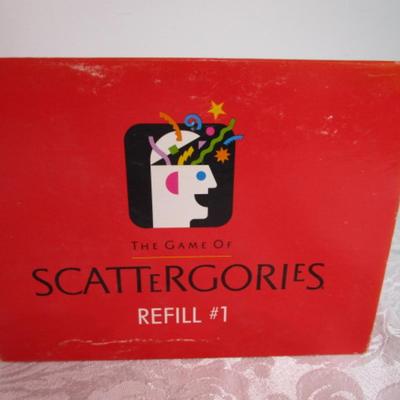 THE GAME OF
SCATTERGORIES
REFILL #1